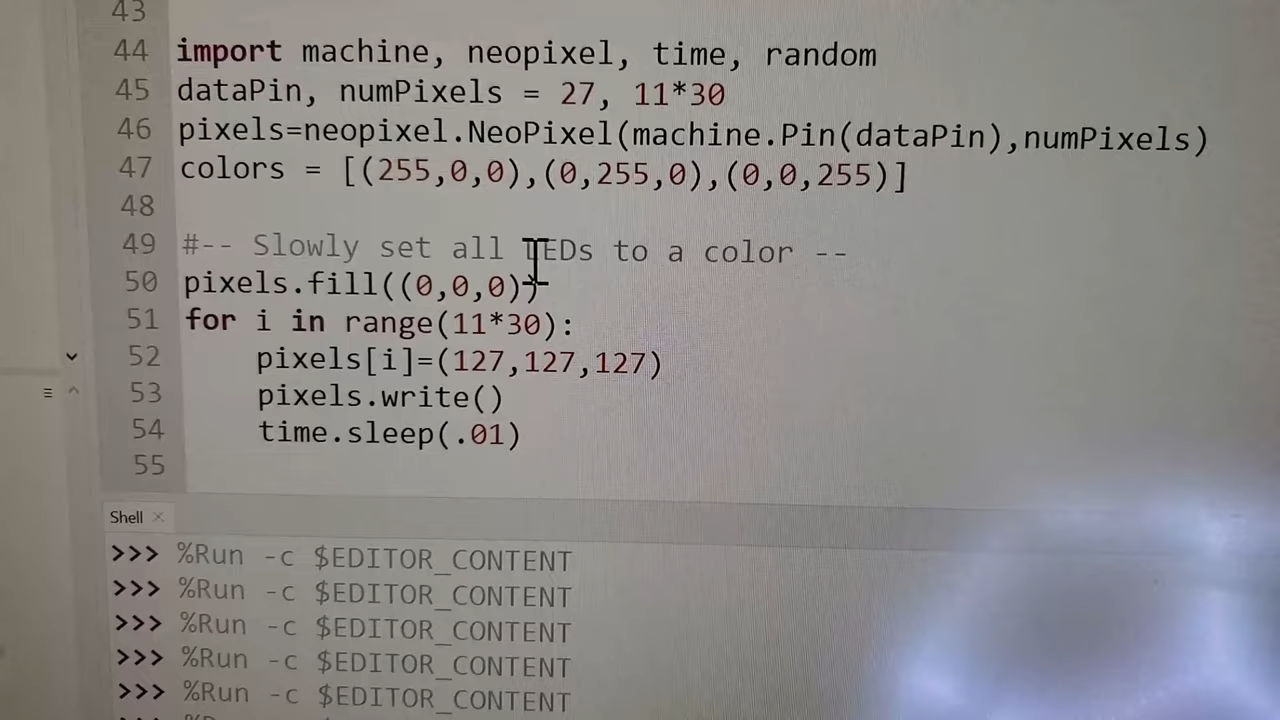 43
44 import machine, neopixel, time, random
45 dataPin, numPixels = 27, 11*30
46 pixels=neopixel.NeoPixel(machine.Pin(dataPin),numPixels)
47 colors = [(255,0,0),(0,255,0),(0,0,255)]
48
49 #-- Slowly set all LEDs to a color --
50 pixels.fill((0,0,0))
51 for i in range(11*30):
52     pixels[i]=(127,127,127)
53     pixels.write()
54     time.sleep(.01)
55
Shell ×
>>> %Run -c $EDITOR_CONTENT
>>> %Run -c $EDITOR_CONTENT
>>> %Run -c $EDITOR_CONTENT
>>> %Run -c $EDITOR_CONTENT
>>> %Run -c $EDITOR_CONTENT